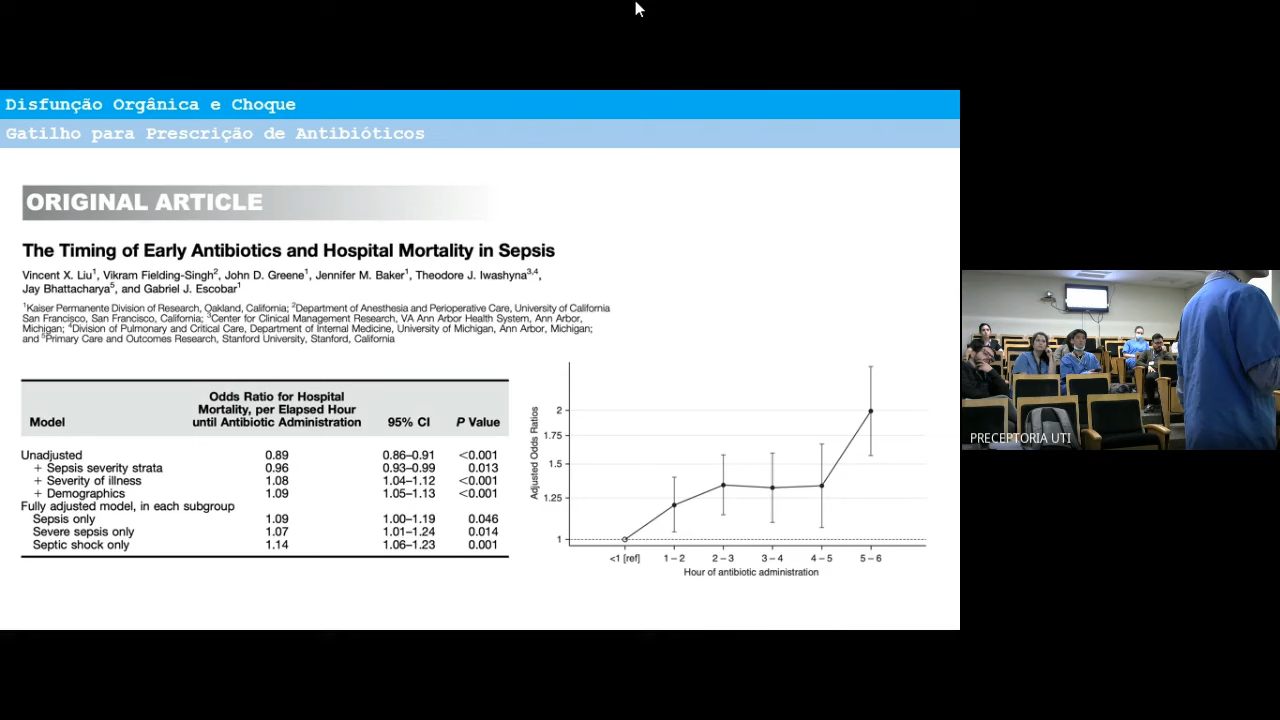 Disfunção Orgânica e Choque
Gatilho para Prescrição de Antibióticos
ORIGINAL ARTICLE
The Timing of Early Antibiotics and Hospital Mortality in Sepsis
Vincent X. Liu1, Vikram Fielding-Singh2, John D. Greene1, Jennifer M. Baker1, Theodore J. Iwashyna3,4,
Jay Bhattacharya5, and Gabriel J. Escobar1
1Kaiser Permanente Division of Research, Oakland, California; 2Department of Anesthesia and Perioperative Care, University of California
San Francisco, San Francisco, California; 3Center for Clinical Management Research, VA Ann Arbor Health System, Ann Arbor,
Michigan; 4Division of Pulmonary and Critical Care, Department of Internal Medicine, University of Michigan, Ann Arbor, Michigan;
and 5Primary Care and Outcomes Research, Stanford University, Stanford, California
Odds Ratio for Hospital
Mortality, per Elapsed Hour
Model until Antibiotic Administration 95% CI P Value
Unadjusted 0.89 0.86–0.91 <0.001
+ Sepsis severity strata 0.96 0.93–0.99 0.013
+ Severity of illness 1.08 1.04–1.12 <0.001
+ Demographics 1.09 1.05–1.13 <0.001
Fully adjusted model, in each subgroup
Sepsis only 1.09 1.00–1.19 0.046
Severe sepsis only 1.07 1.01–1.24 0.014
Septic shock only 1.14 1.06–1.23 0.001
Adjusted Odds Ratios
2
1.75
1.5
1.25
1
<1 [ref] 1–2 2–3 3–4 4–5 5–6
Hour of antibiotic administration
PRECEPTORIA UTI